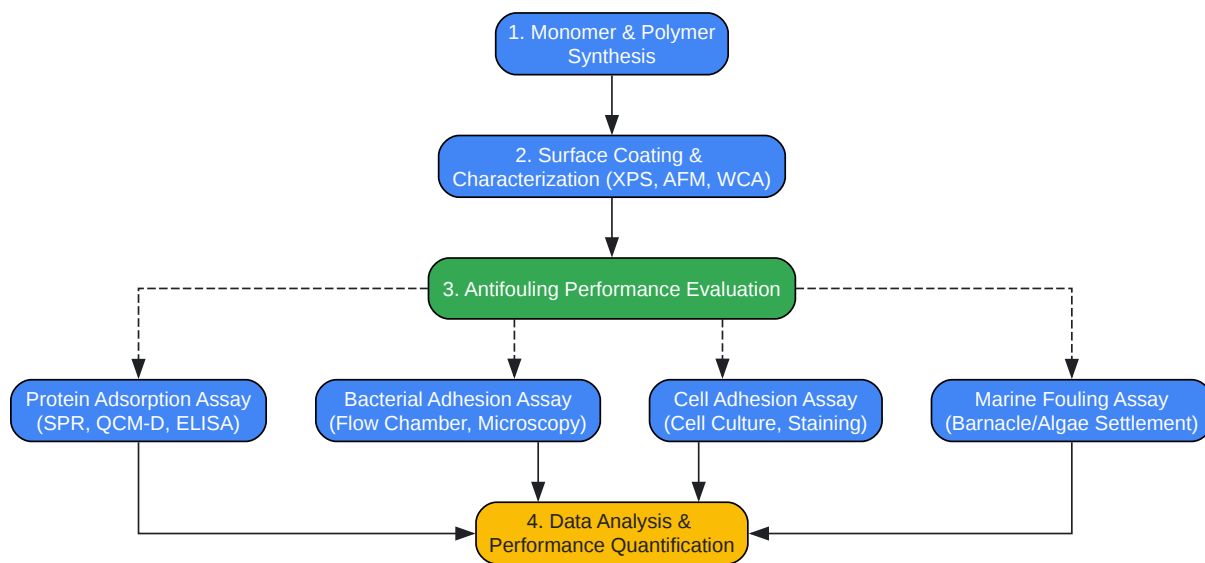 1. Monomer & Polymer
Synthesis
2. Surface Coating &
Characterization (XPS, AFM, WCA)
3. Antifouling Performance Evaluation
Protein Adsorption Assay
(SPR, QCM-D, ELISA)
Bacterial Adhesion Assay
(Flow Chamber, Microscopy)
Cell Adhesion Assay
(Cell Culture, Staining)
Marine Fouling Assay
(Barnacle/Algae Settlement)
4. Data Analysis &
Performance Quantification